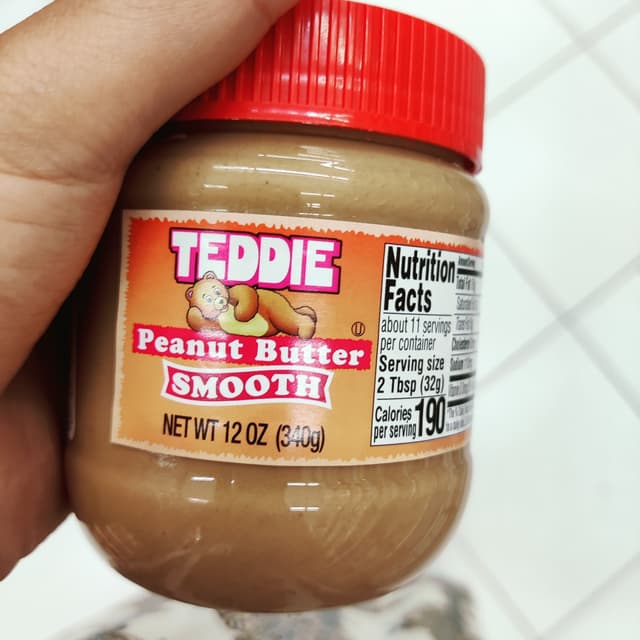 TEDDIE
Peanut Butter
SMOOTH
NET WT 12 OZ (340g)
Nutrition
Facts
about 11 servings
per container
Serving size
2 Tbsp (32g)
Calories
per serving 190